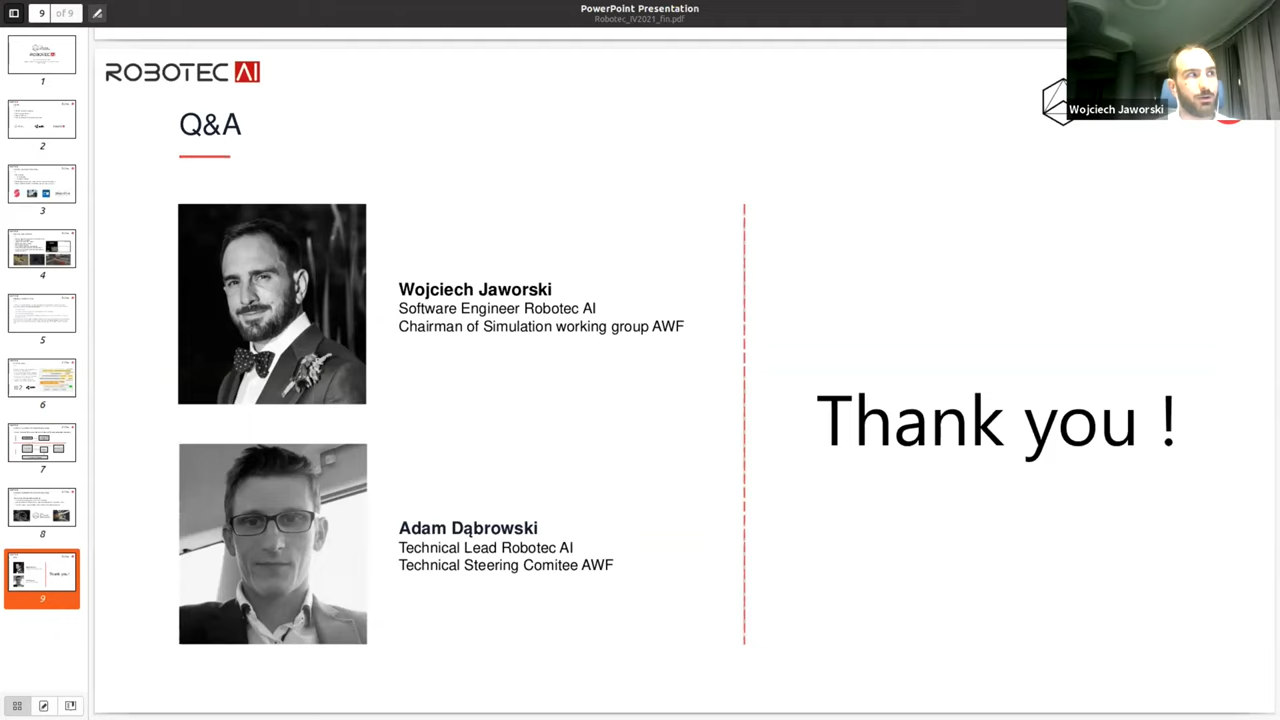 9 of 9
PowerPoint Presentation
Robotec_IV2021_fin.pdf
ROBOTEC AI
Wojciech Jaworski
Q&A
Wojciech Jaworski
Software Engineer Robotec AI
Chairman of Simulation working group AWF
Thank you !
Adam Dąbrowski
Technical Lead Robotec AI
Technical Steering Comitee AWF
1
2
3
4
5
6
7
8
Thank you !
9